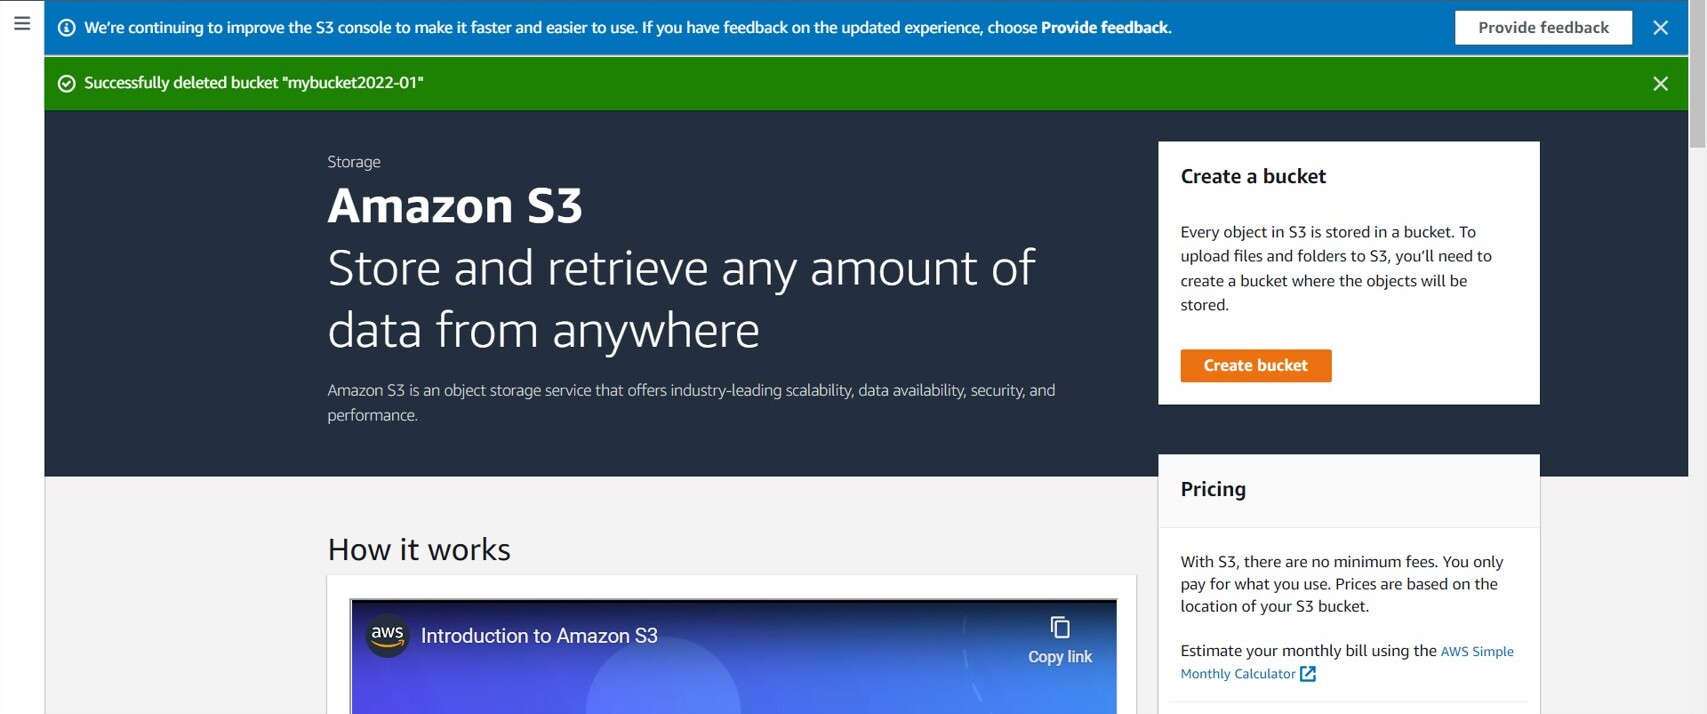 We're continuing to improve the S3 console to make it faster and easier to use. If you have feedback on the updated experience, choose Provide feedback.
Provide feedback
Successfully deleted bucket "mybucket2022-01"
Storage
Amazon S3
Store and retrieve any amount of
data from anywhere
Amazon S3 is an object storage service that offers industry-leading scalability, data availability, security, and
performance.
Create a bucket
Every object in S3 is stored in a bucket. To
upload files and folders to S3, you'll need to
create a bucket where the objects will be
stored.
Create bucket
How it works
aws
Introduction to Amazon S3
Copy link
Pricing
With S3, there are no minimum fees. You only
pay for what you use. Prices are based on the
location of your S3 bucket.
Estimate your monthly bill using the AWS Simple
Monthly Calculator